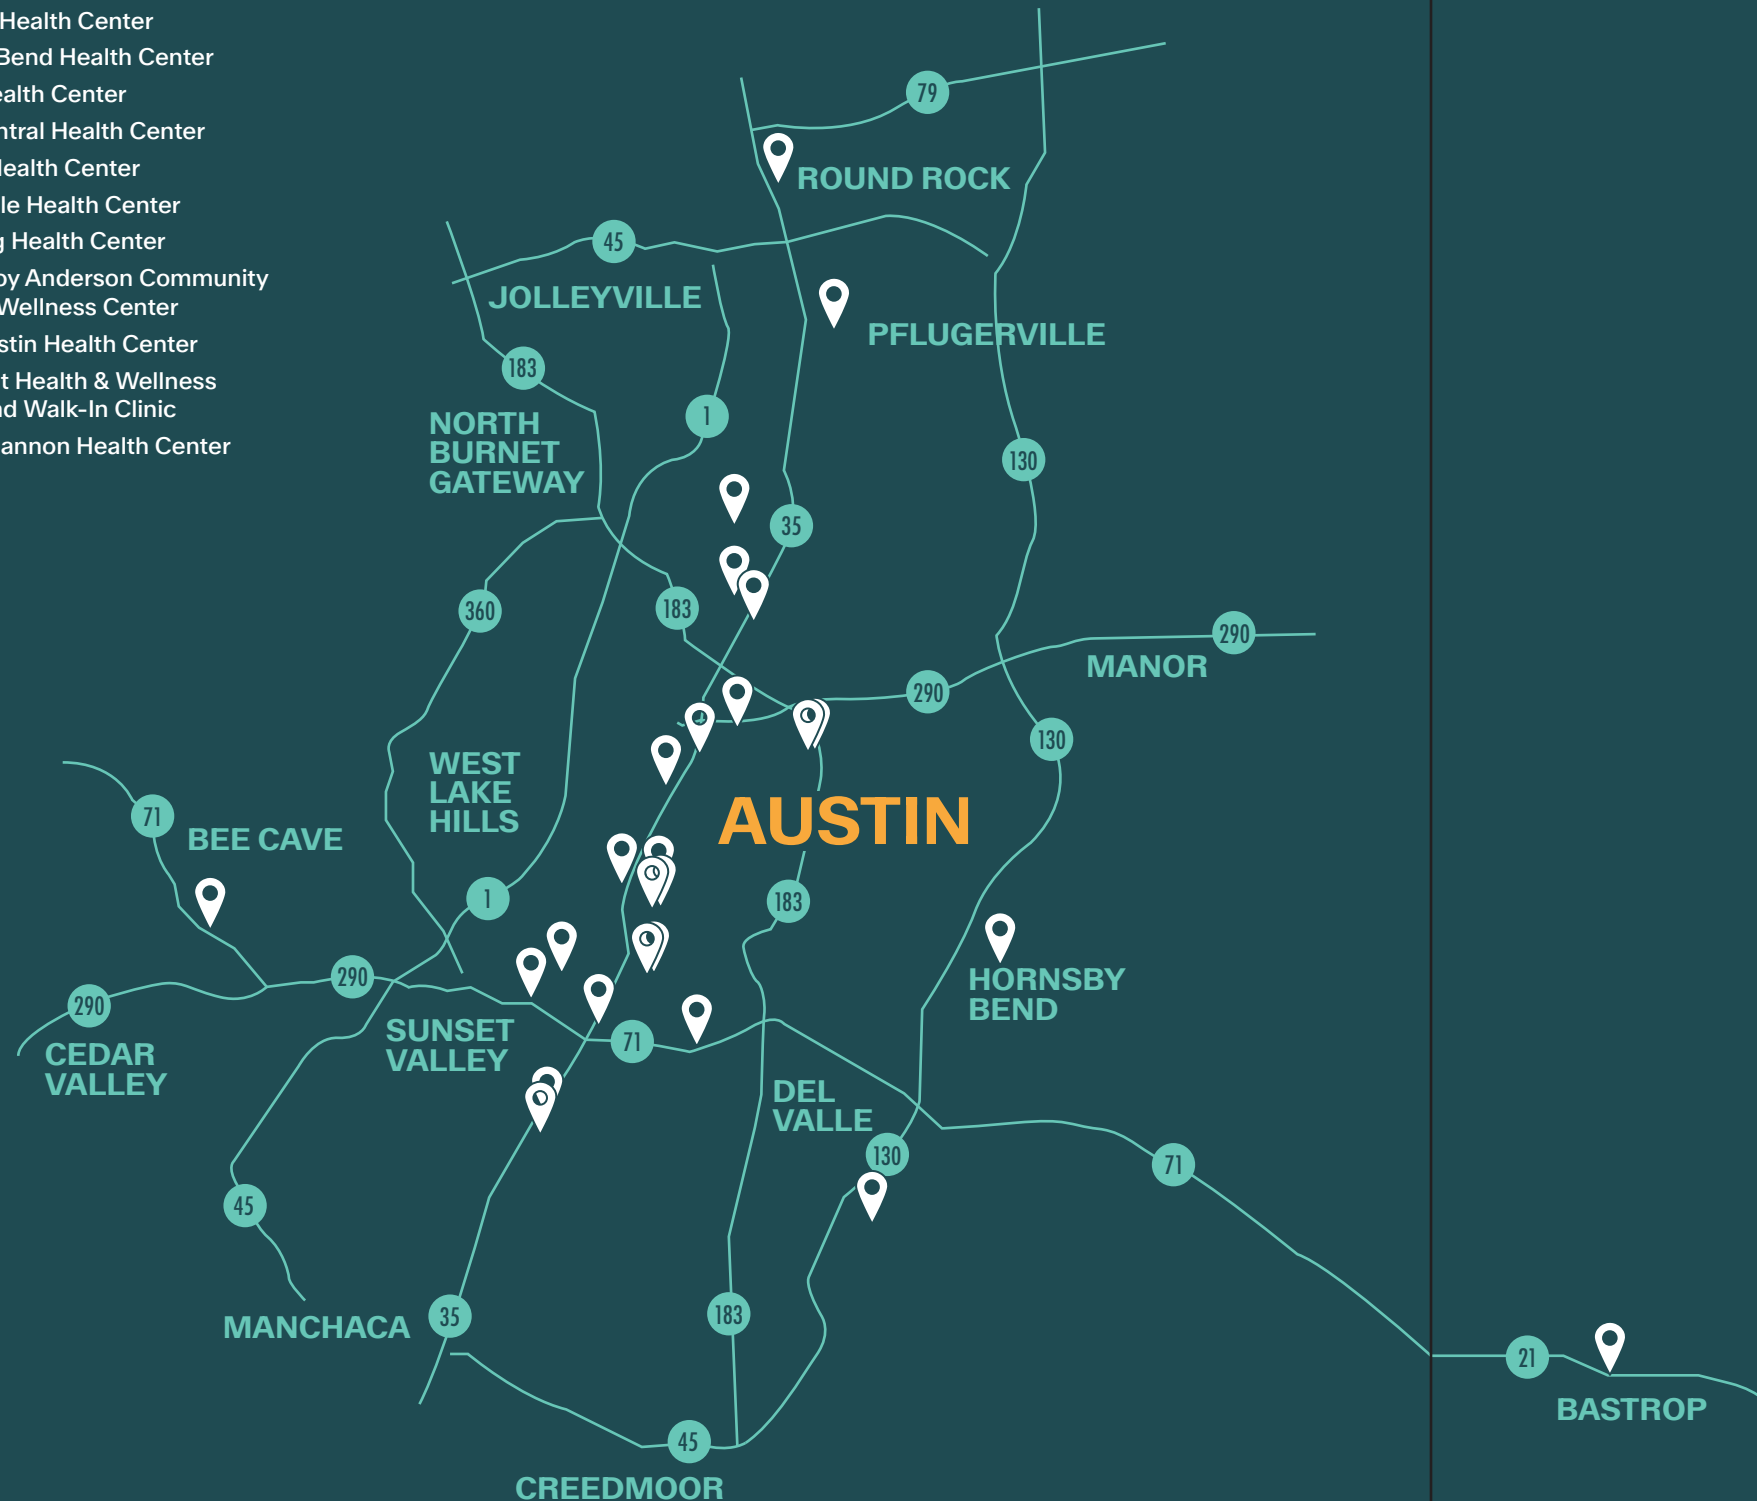 Health Center
Bend Health Center
ealth Center
ntral Health Center
Health Center
le Health Center
g Health Center
oy Anderson Community
Wellness Center
stin Health Center
t Health & Wellness
nd Walk-In Clinic
annon Health Center
79
ROUND ROCK
45
JOLLEYVILLE
PFLUGERVILLE
183
1
NORTH
BURNET
GATEWAY
130
35
360
183
290
MANOR
290
130
WEST
LAKE
HILLS
71
BEE CAVE
AUSTIN
1
183
290
HORNSBY
BEND
290
CEDAR
VALLEY
SUNSET
VALLEY
71
DEL
VALLE
130
71
45
MANCHACA
35
183
21
BASTROP
45
CREEDMOOR